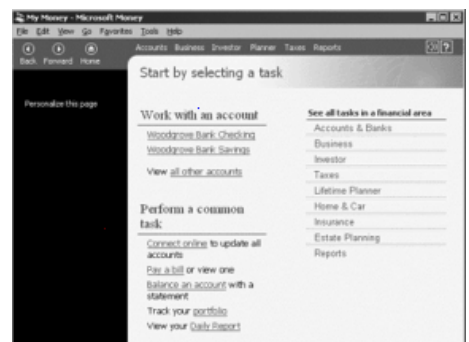 My Money - Microsoft Money
File Edit View Go Favorites Tools Help
Back Forward Home
Accounts Business Investor Planner Taxes Reports
?
Start by selecting a task
Personalize this page
Work with an account
Woodgrove Bank Checking
Woodgrove Bank Savings
View all other accounts
Perform a common
task
Connect online to update all
accounts
Pay a bill or view one
Balance an account with a
statement
Track your portfolio
View your Daily Report
See all tasks in a financial area
Accounts & Banks
Business
Investor
Taxes
Lifetime Planner
Home & Car
Insurance
Estate Planning
Reports